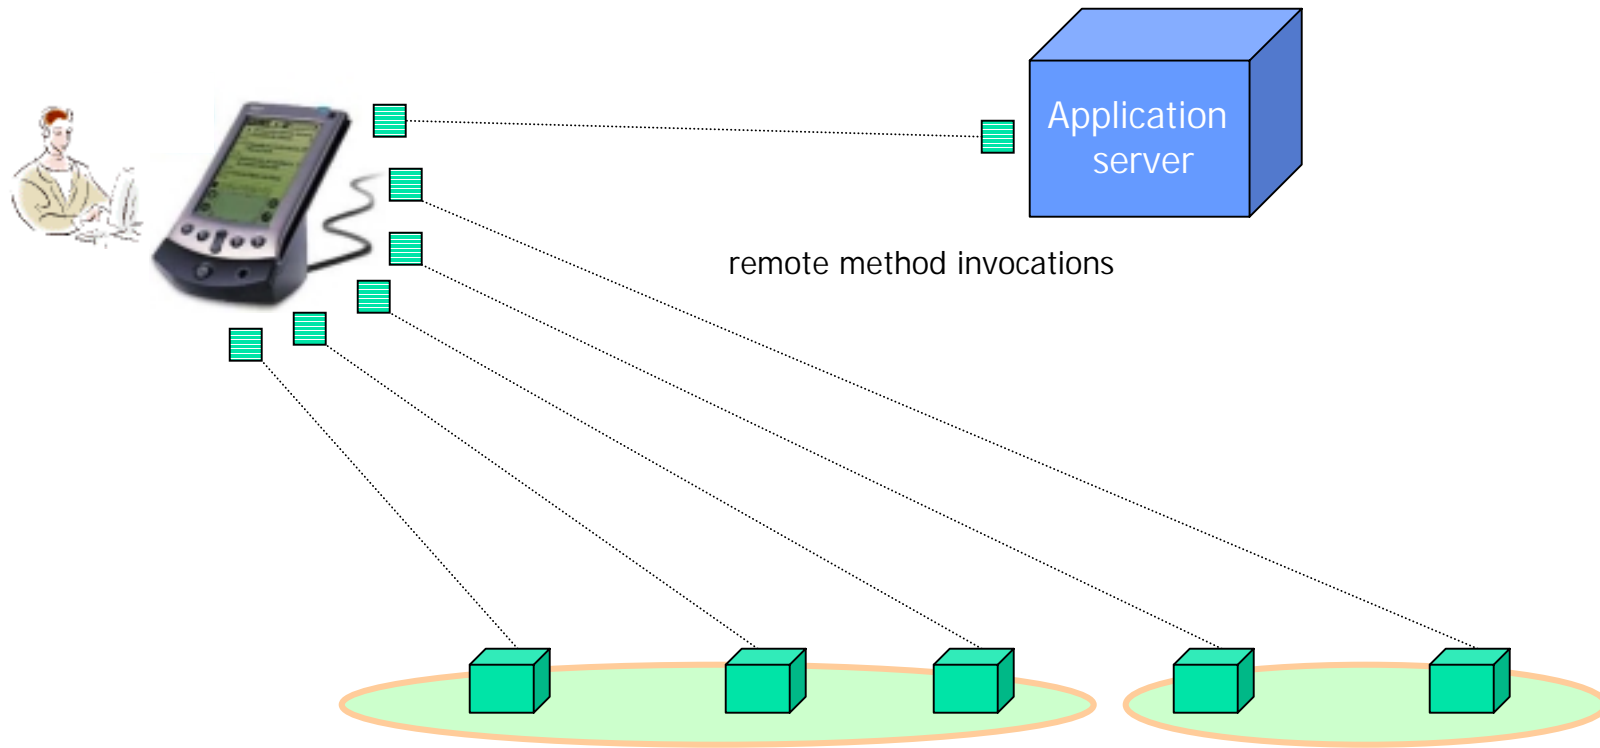 Application
server
remote method invocations